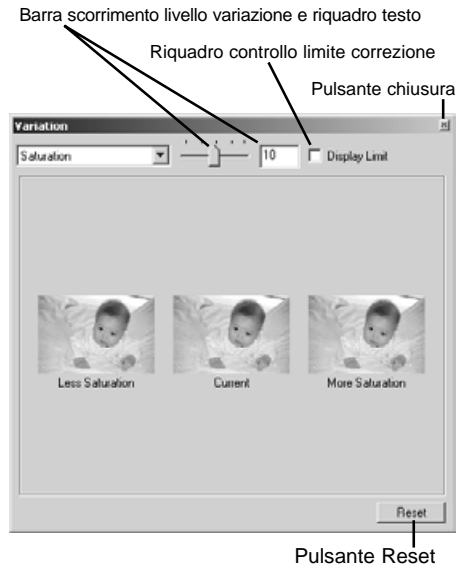 Barra scorrimento livello variazione e riquadro testo
Riquadro controllo limite correzione
Pulsante chiusura
Variation
Saturation 10 Display Limit
Less Saturation Current More Saturation
Reset
Pulsante Reset